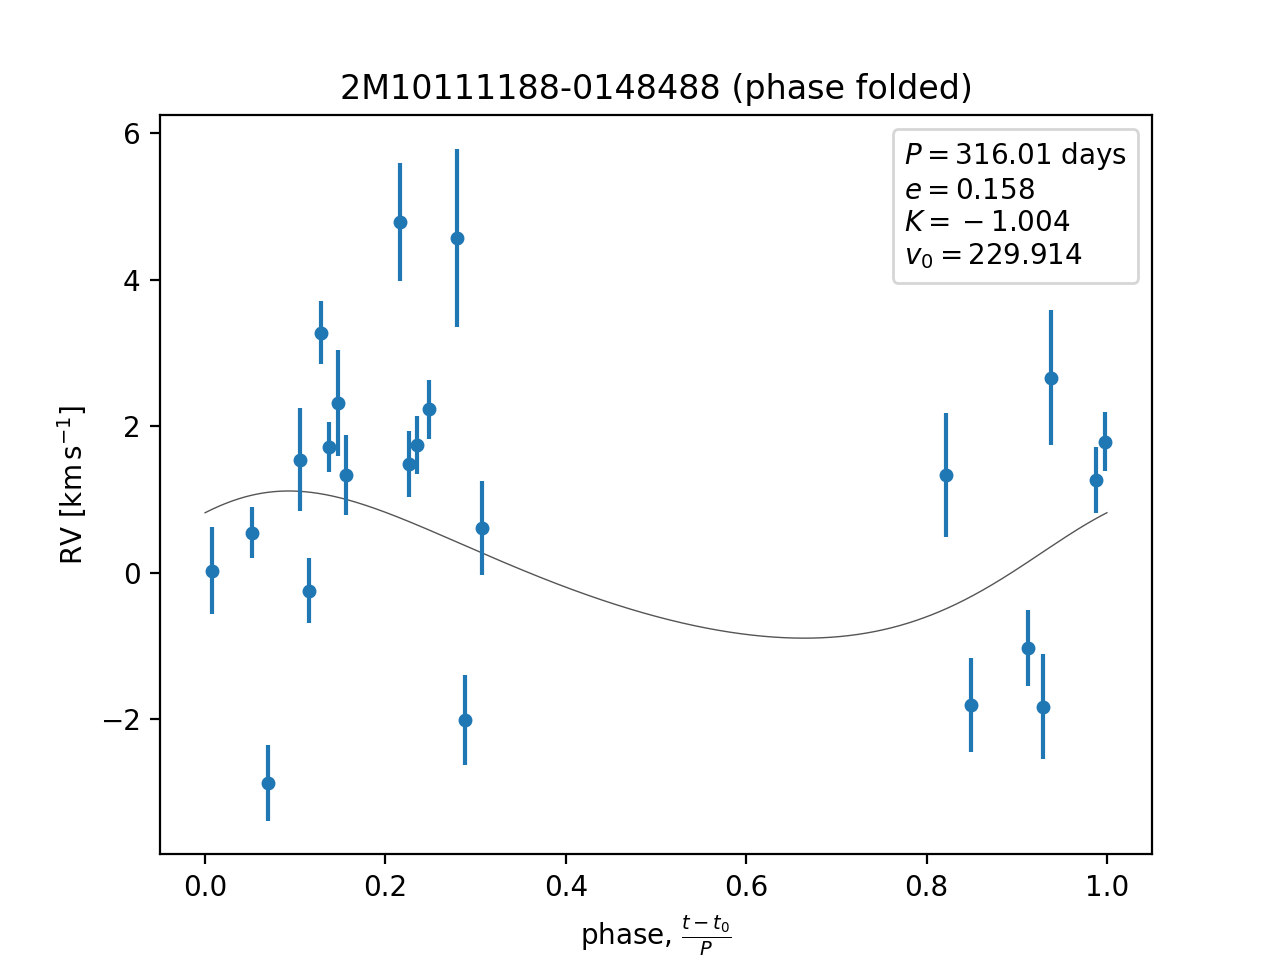 2M10111188-0148488 (phase folded)
P = 316.01 days
e = 0.158
K = −1.004
v₀ = 229.914
RV [km s⁻¹]
6
4
2
0
−2
0.0 0.2 0.4 0.6 0.8 1.0
phase, (t − t₀)/P